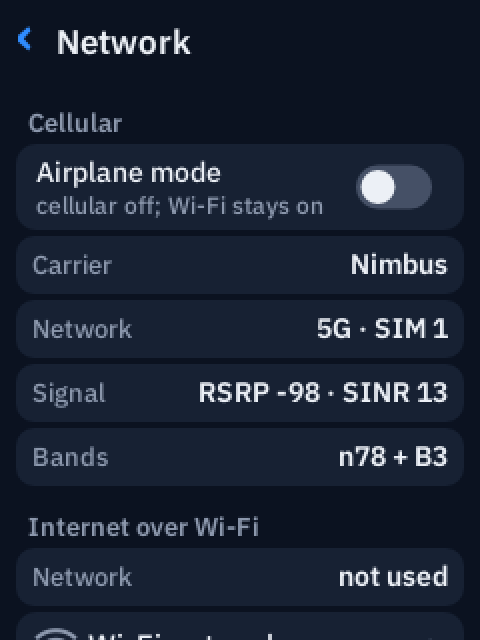 Network
Cellular
Airplane mode
cellular off; Wi-Fi stays on
Carrier Nimbus
Network 5G · SIM 1
Signal RSRP -98 · SINR 13
Bands n78 + B3
Internet over Wi-Fi
Network not used